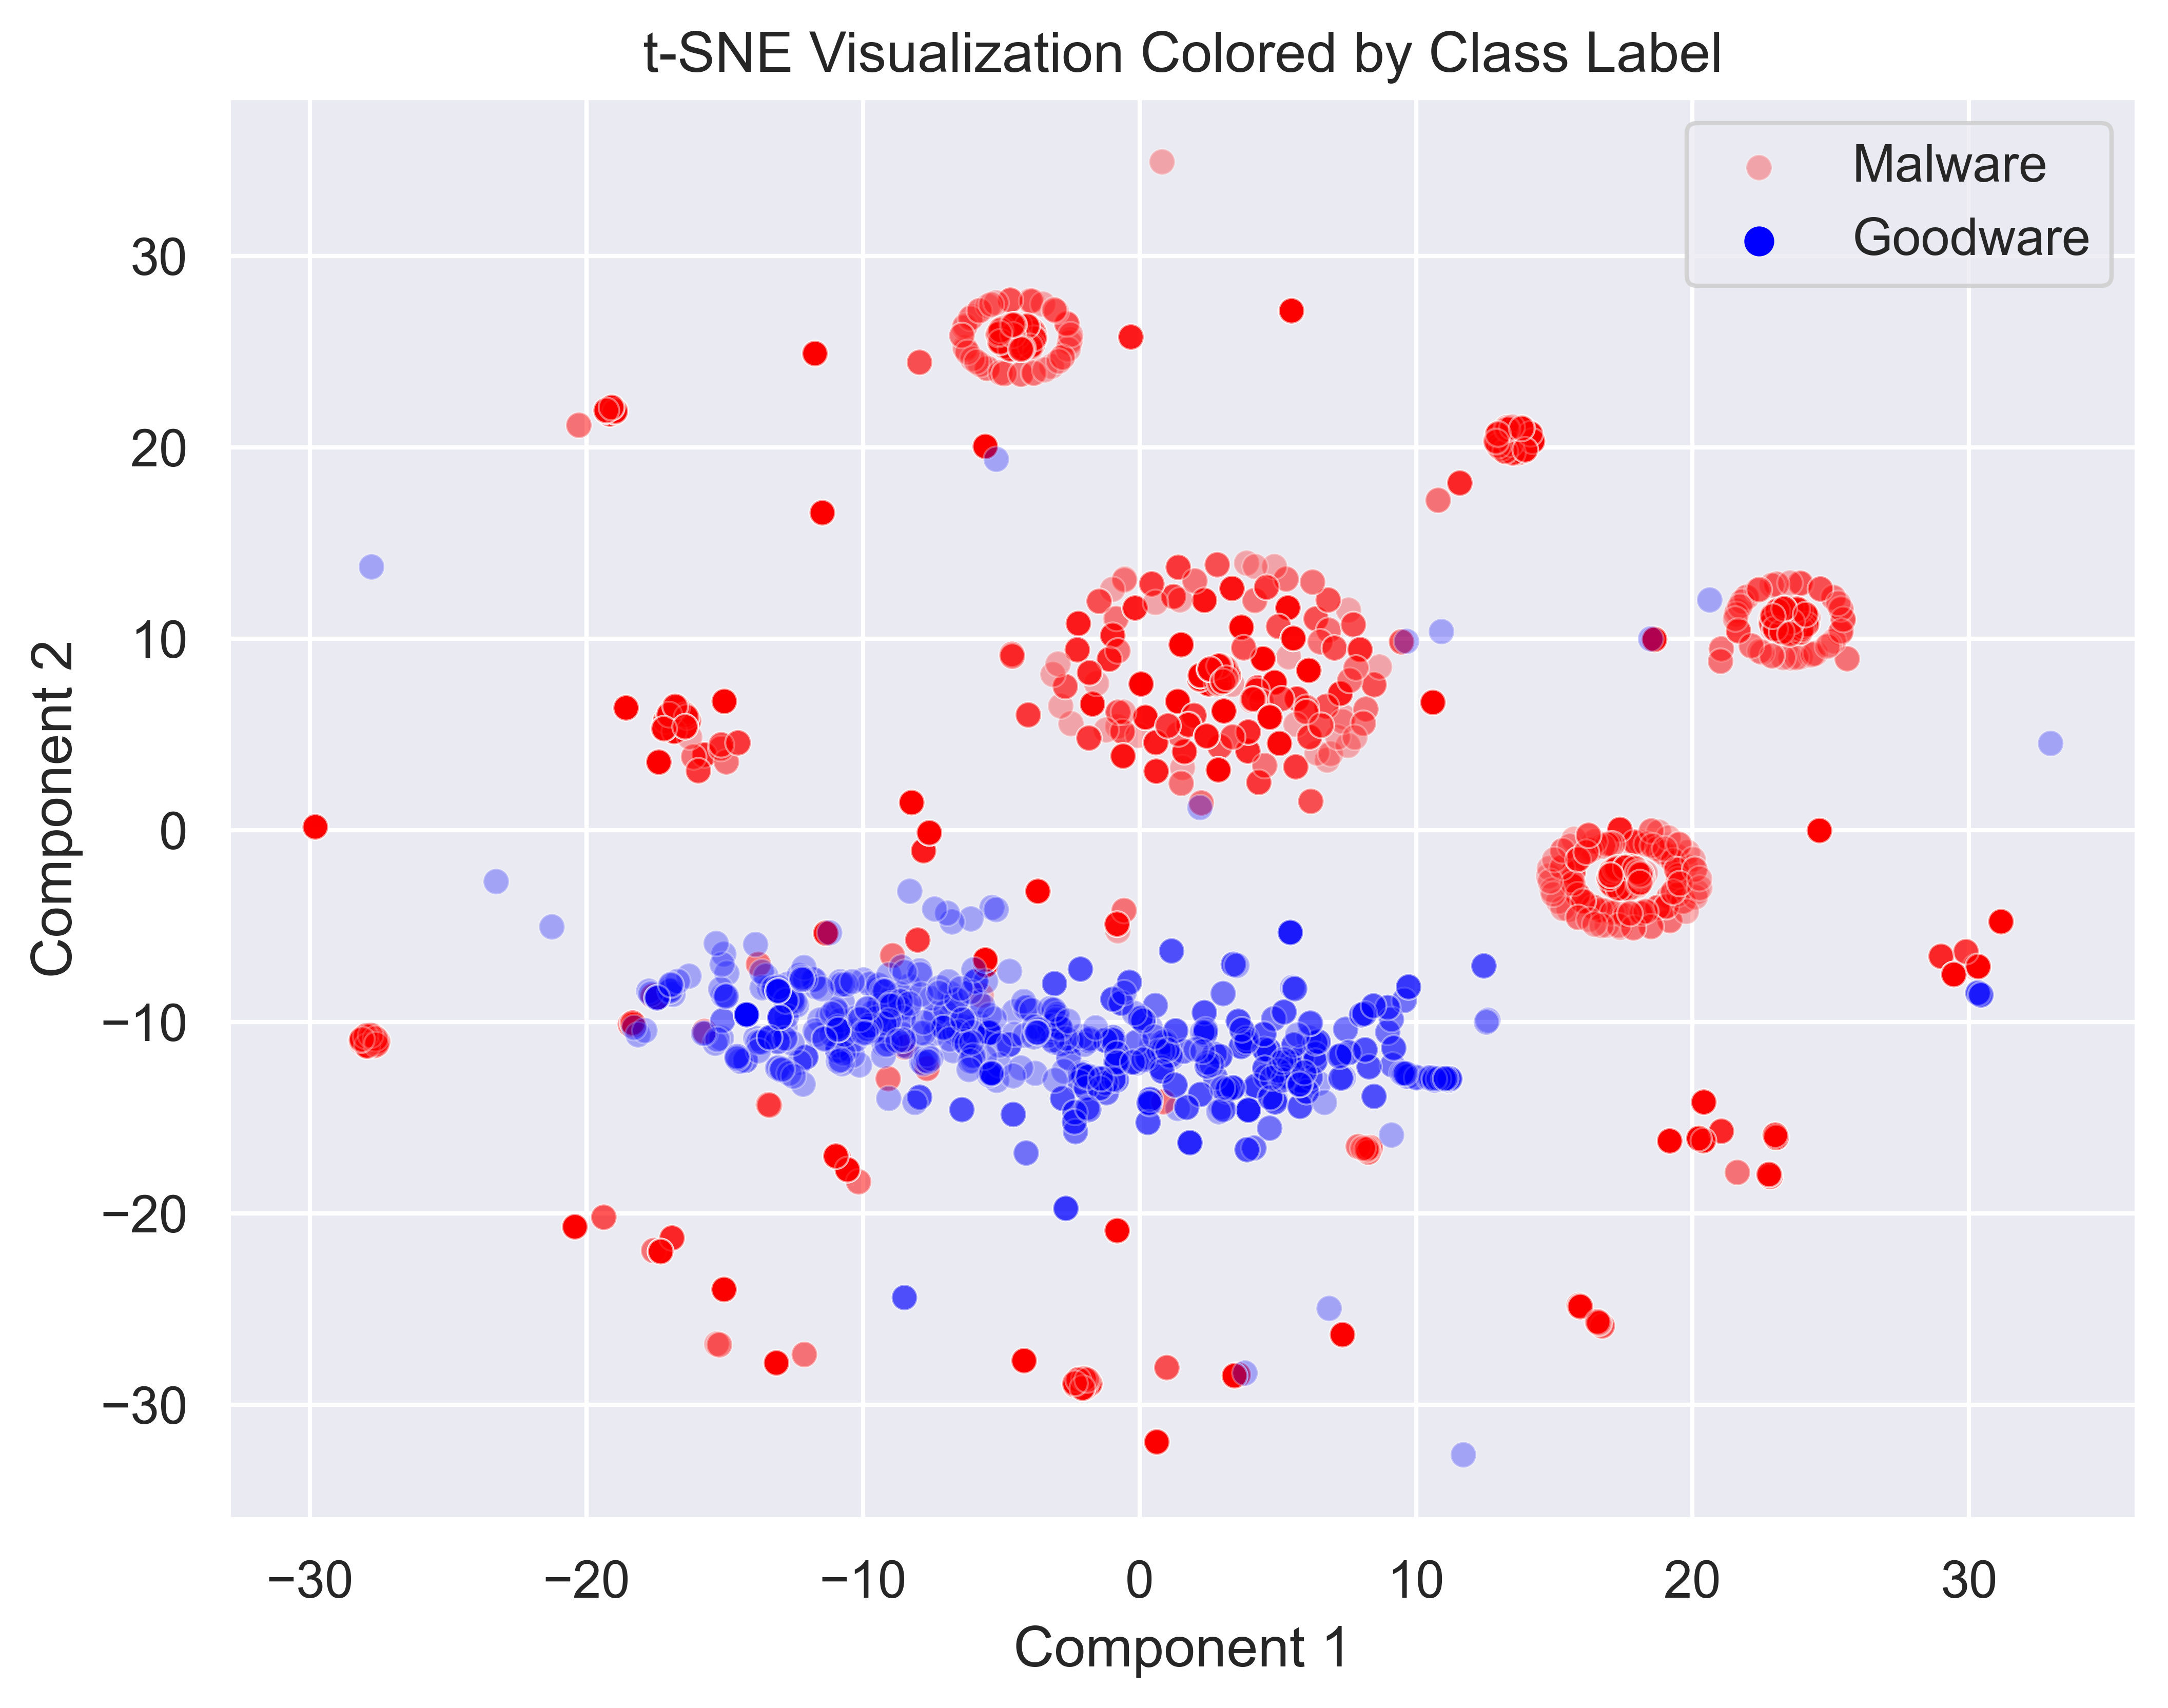 t-SNE Visualization Colored by Class Label
Malware
Goodware
30
20
10
0
−10
−20
−30
Component 2
−30 −20 −10 0 10 20 30
Component 1